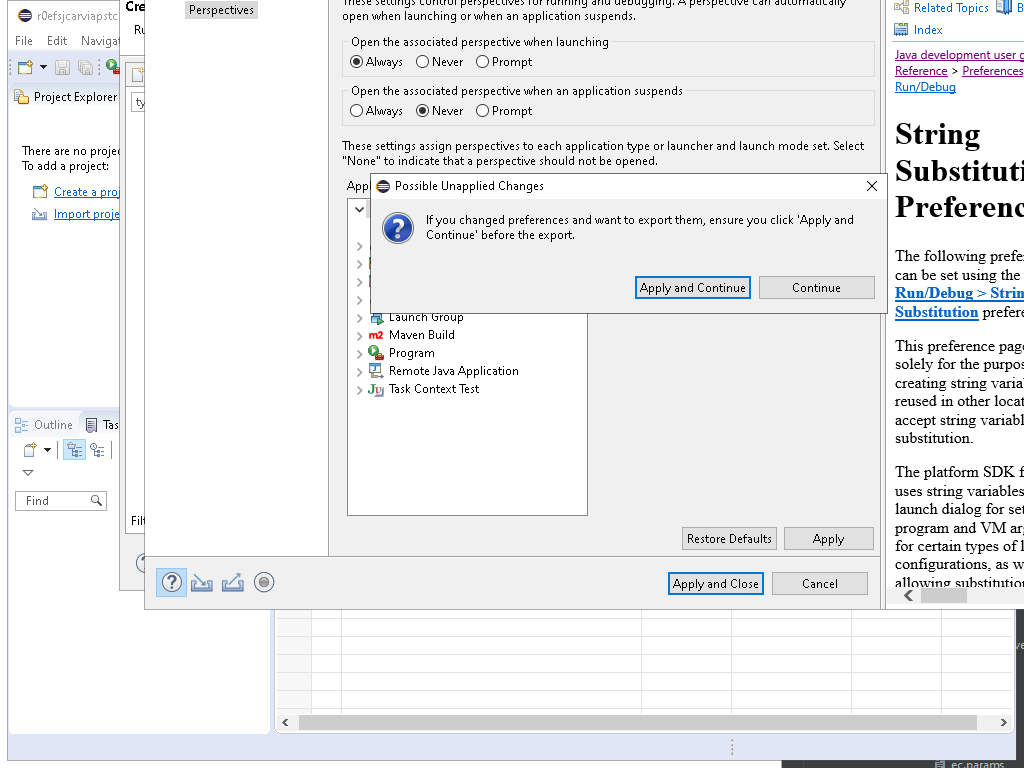 r0efsjcarviapstc
File Edit Navigat
Project Explorer
There are no proje
To add a project:
Create a proj
Import proje
Outline Tas
Find
Cre
Ru
ty
Filt
Perspectives
These settings control perspectives for running and debugging. A perspective can automatically
open when launching or when an application suspends.
Open the associated perspective when launching
Always Never Prompt
Open the associated perspective when an application suspends
Always Never Prompt
These settings assign perspectives to each application type or launcher and launch mode set. Select
"None" to indicate that a perspective should not be opened.
Appl
Possible Unapplied Changes
If you changed preferences and want to export them, ensure you click 'Apply and
Continue' before the export.
Apply and Continue Continue
Launch Group
m2 Maven Build
Program
Remote Java Application
Ju Task Context Test
Restore Defaults Apply
Apply and Close Cancel
Related Topics B
Index
Java development user g
Reference > Preferences
Run/Debug
String
Substituti
Preferenc
The following prefe
can be set using the
Run/Debug > Strin
Substitution prefere
This preference page
solely for the purpos
creating string varia
reused in other locat
accept string variabl
substitution.
The platform SDK f
uses string variables
launch dialog for set
program and VM arg
for certain types of l
configurations, as w
allowing substitution
ve
ec.params